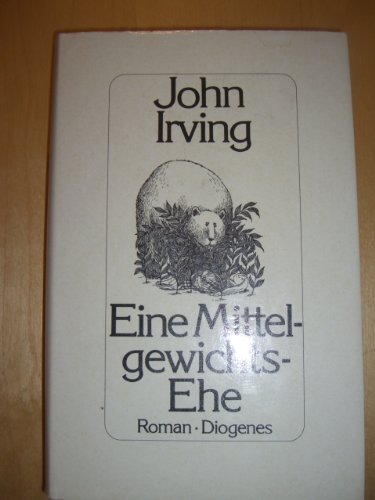 John
Irving
Eine Mittel-
gewichts-
Ehe
Roman · Diogenes